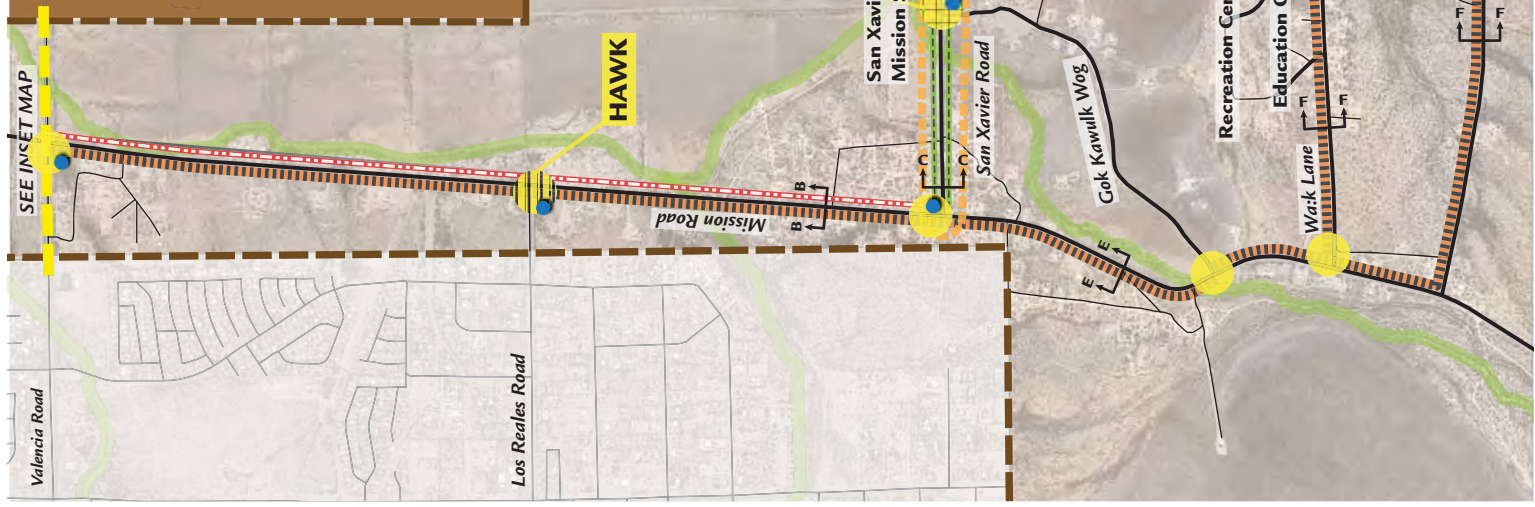 SEE INSET MAP
Valencia Road
HAWK
Los Reales Road
Mission Road
B
B
San Xavi
Mission
San Xavier Road
C
C
Gok Kawulk Wog
E
E
Recreation Cen
Education C
Wa:k Lane
F
F
F
F